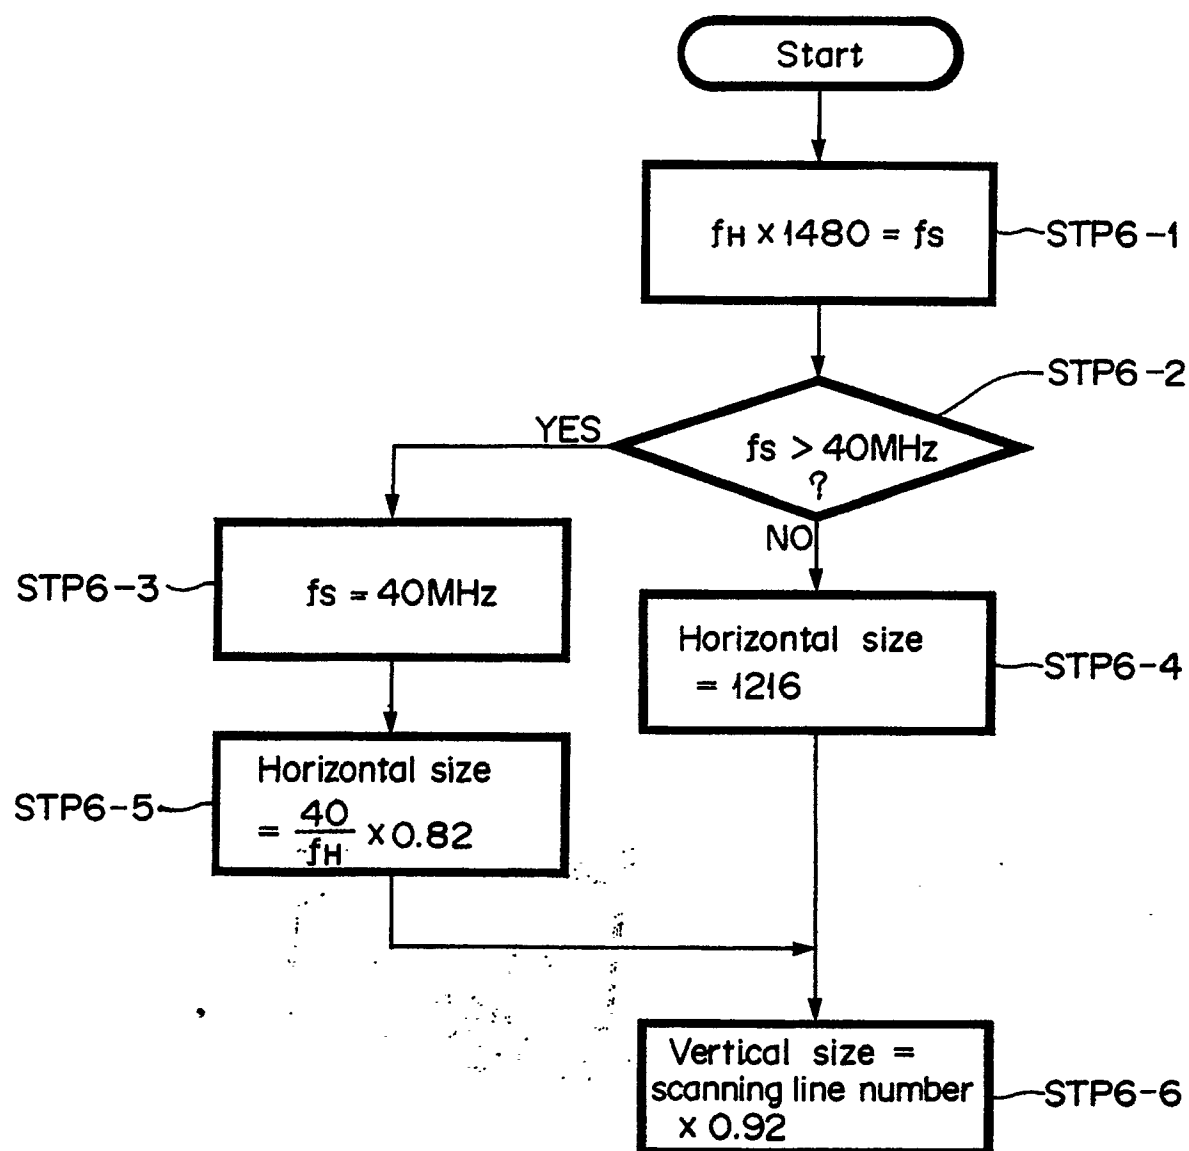 Start
fH × 1480 = fs
STP6-1
STP6-2
YES
fs > 40MHz
?
NO
STP6-3
fs = 40MHz
Horizontal size
= 1216
STP6-4
Horizontal size
= 40/fH × 0.82
STP6-5
Vertical size =
scanning line number
× 0.92
STP6-6